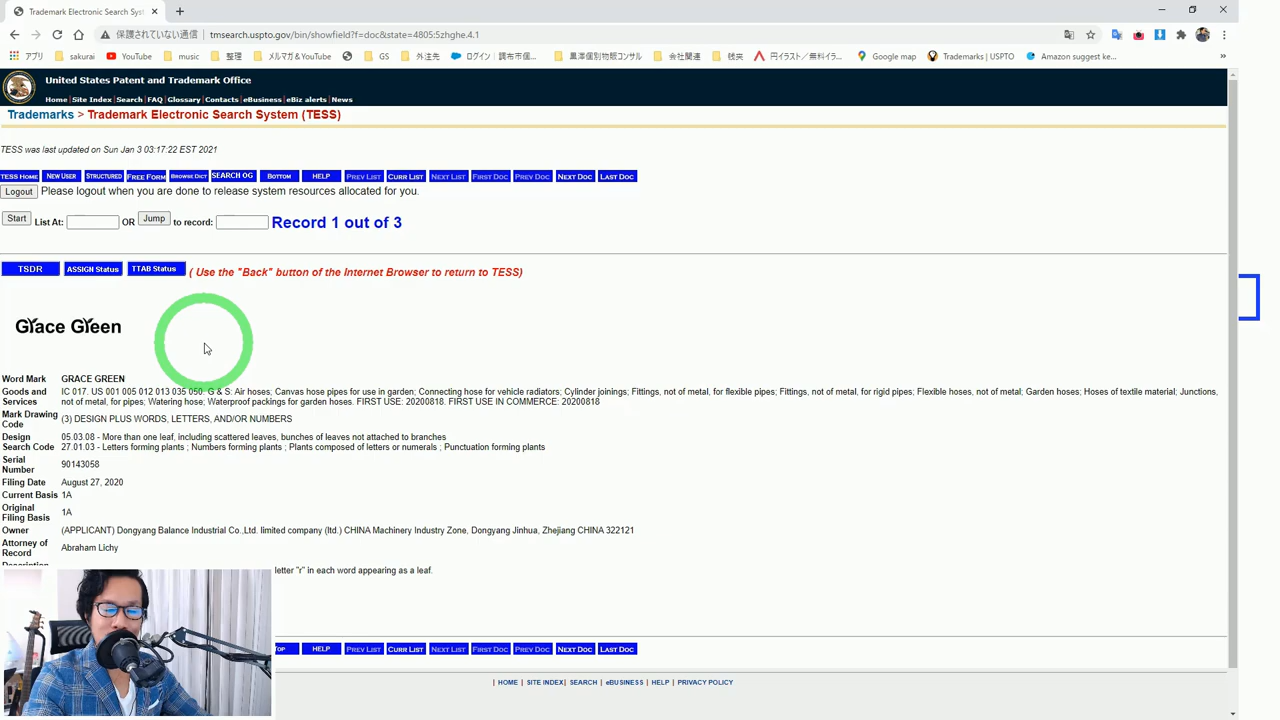 Trademark Electronic Search Sys
保護されていない通信 | tmsearch.uspto.gov/bin/showfield?f=doc&state=4805:5zhghe.4.1
アプリ sakurai YouTube music 整理 メルマガ&YouTube GS 外注先 ログイン｜調布市個... 黒澤個別物販コンサル 会社関連 円イラスト／無料イラ... Google map Trademarks | USPTO Amazon suggest ke...
United States Patent and Trademark Office
Home | Site Index | Search | FAQ | Glossary | Contacts | eBusiness | eBiz alerts | News
Trademarks > Trademark Electronic Search System (TESS)
TESS was last updated on Sun Jan 3 03:17:22 EST 2021
TESS HOME NEW USER STRUCTURED FREE FORM BROWSE DICT SEARCH OG BOTTOM HELP PREV LIST CURR LIST NEXT LIST FIRST DOC PREV DOC NEXT DOC LAST DOC
Logout Please logout when you are done to release system resources allocated for you.
Start List At: OR Jump to record: Record 1 out of 3
TSDR ASSIGN Status TTAB Status ( Use the "Back" button of the Internet Browser to return to TESS)
Grace Green
Word Mark GRACE GREEN
Goods and Services IC 017. US 001 005 012 013 035 050. G & S: Air hoses; Canvas hose pipes for use in garden; Connecting hose for vehicle radiators; Cylinder joinings; Fittings, not of metal, for flexible pipes; Fittings, not of metal, for rigid pipes; Flexible hoses, not of metal; Garden hoses; Hoses of textile material; Junctions,
not of metal, for pipes; Watering hose; Waterproof packings for garden hoses. FIRST USE: 20200818. FIRST USE IN COMMERCE: 20200818
Mark Drawing Code (3) DESIGN PLUS WORDS, LETTERS, AND/OR NUMBERS
Design Search Code 05.03.08 - More than one leaf, including scattered leaves, bunches of leaves not attached to branches
27.01.03 - Letters forming plants ; Numbers forming plants ; Plants composed of letters or numerals ; Punctuation forming plants
Serial Number 90143058
Filing Date August 27, 2020
Current Basis 1A
Original Filing Basis 1A
Owner (APPLICANT) Dongyang Balance Industrial Co.,Ltd. limited company (ltd.) CHINA Machinery Industry Zone, Dongyang Jinhua, Zhejiang CHINA 322121
Attorney of Record Abraham Lichy
letter "r" in each word appearing as a leaf.
HELP PREV LIST CURR LIST NEXT LIST FIRST DOC PREV DOC NEXT DOC LAST DOC
| HOME | SITE INDEX| SEARCH | eBUSINESS | HELP | PRIVACY POLICY